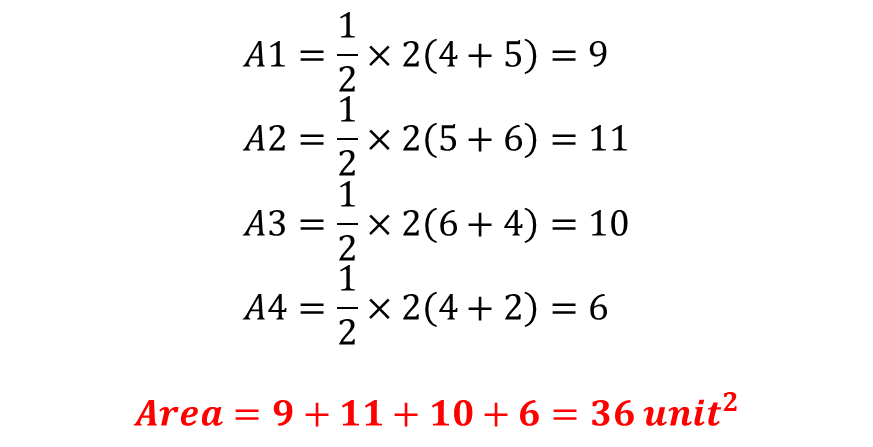 A1 = 1/2 × 2(4 + 5) = 9
A2 = 1/2 × 2(5 + 6) = 11
A3 = 1/2 × 2(6 + 4) = 10
A4 = 1/2 × 2(4 + 2) = 6
Area = 9 + 11 + 10 + 6 = 36 unit²